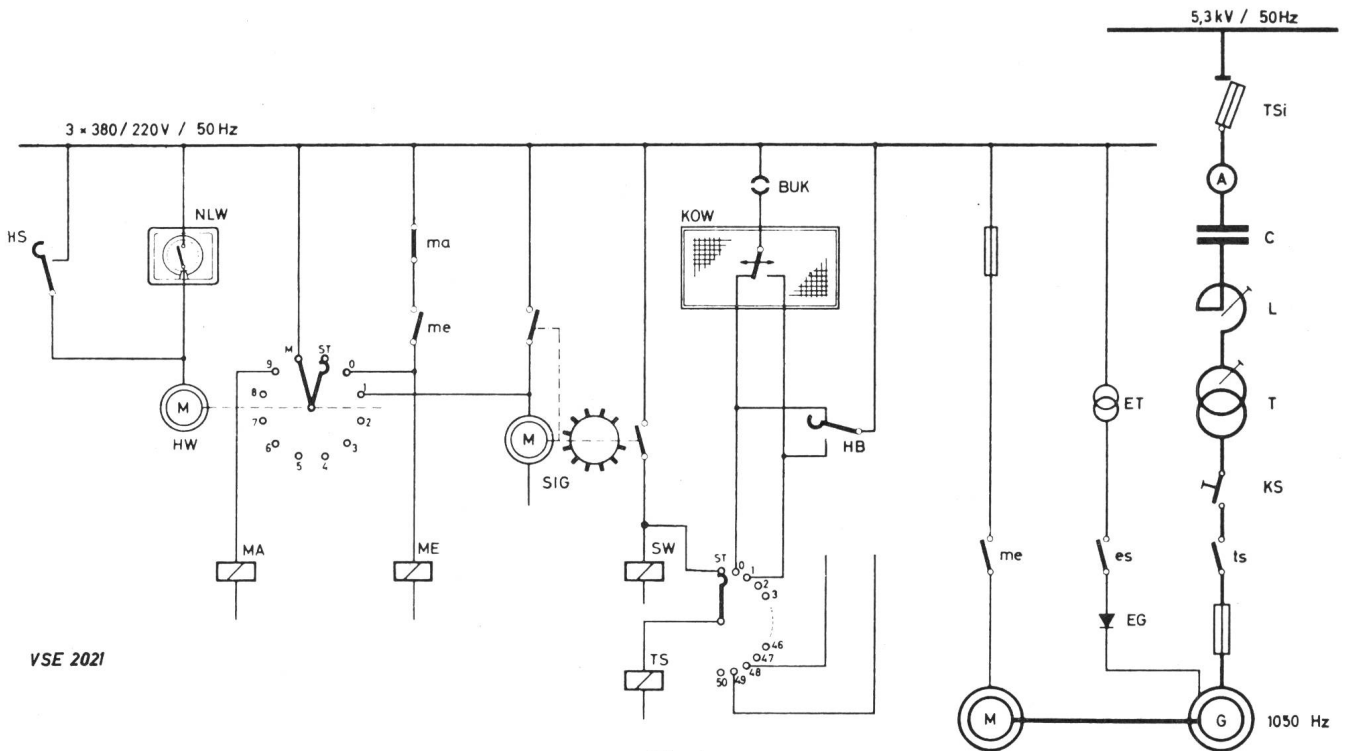 5,3 kV / 50Hz
TSi
3 × 380/220 V / 50 Hz
A
BUK
NLW
KOW
HS
ma
C
L
me
M
ST
9
0
8
1
7
2
6
3
5
4
M
HW
M
SIG
HB
ET
T
KS
MA
ME
SW
ST
0
1
2
3
me
es
ts
EG
46
47
48
49
50
TS
VSE 2021
M
G
1050 Hz